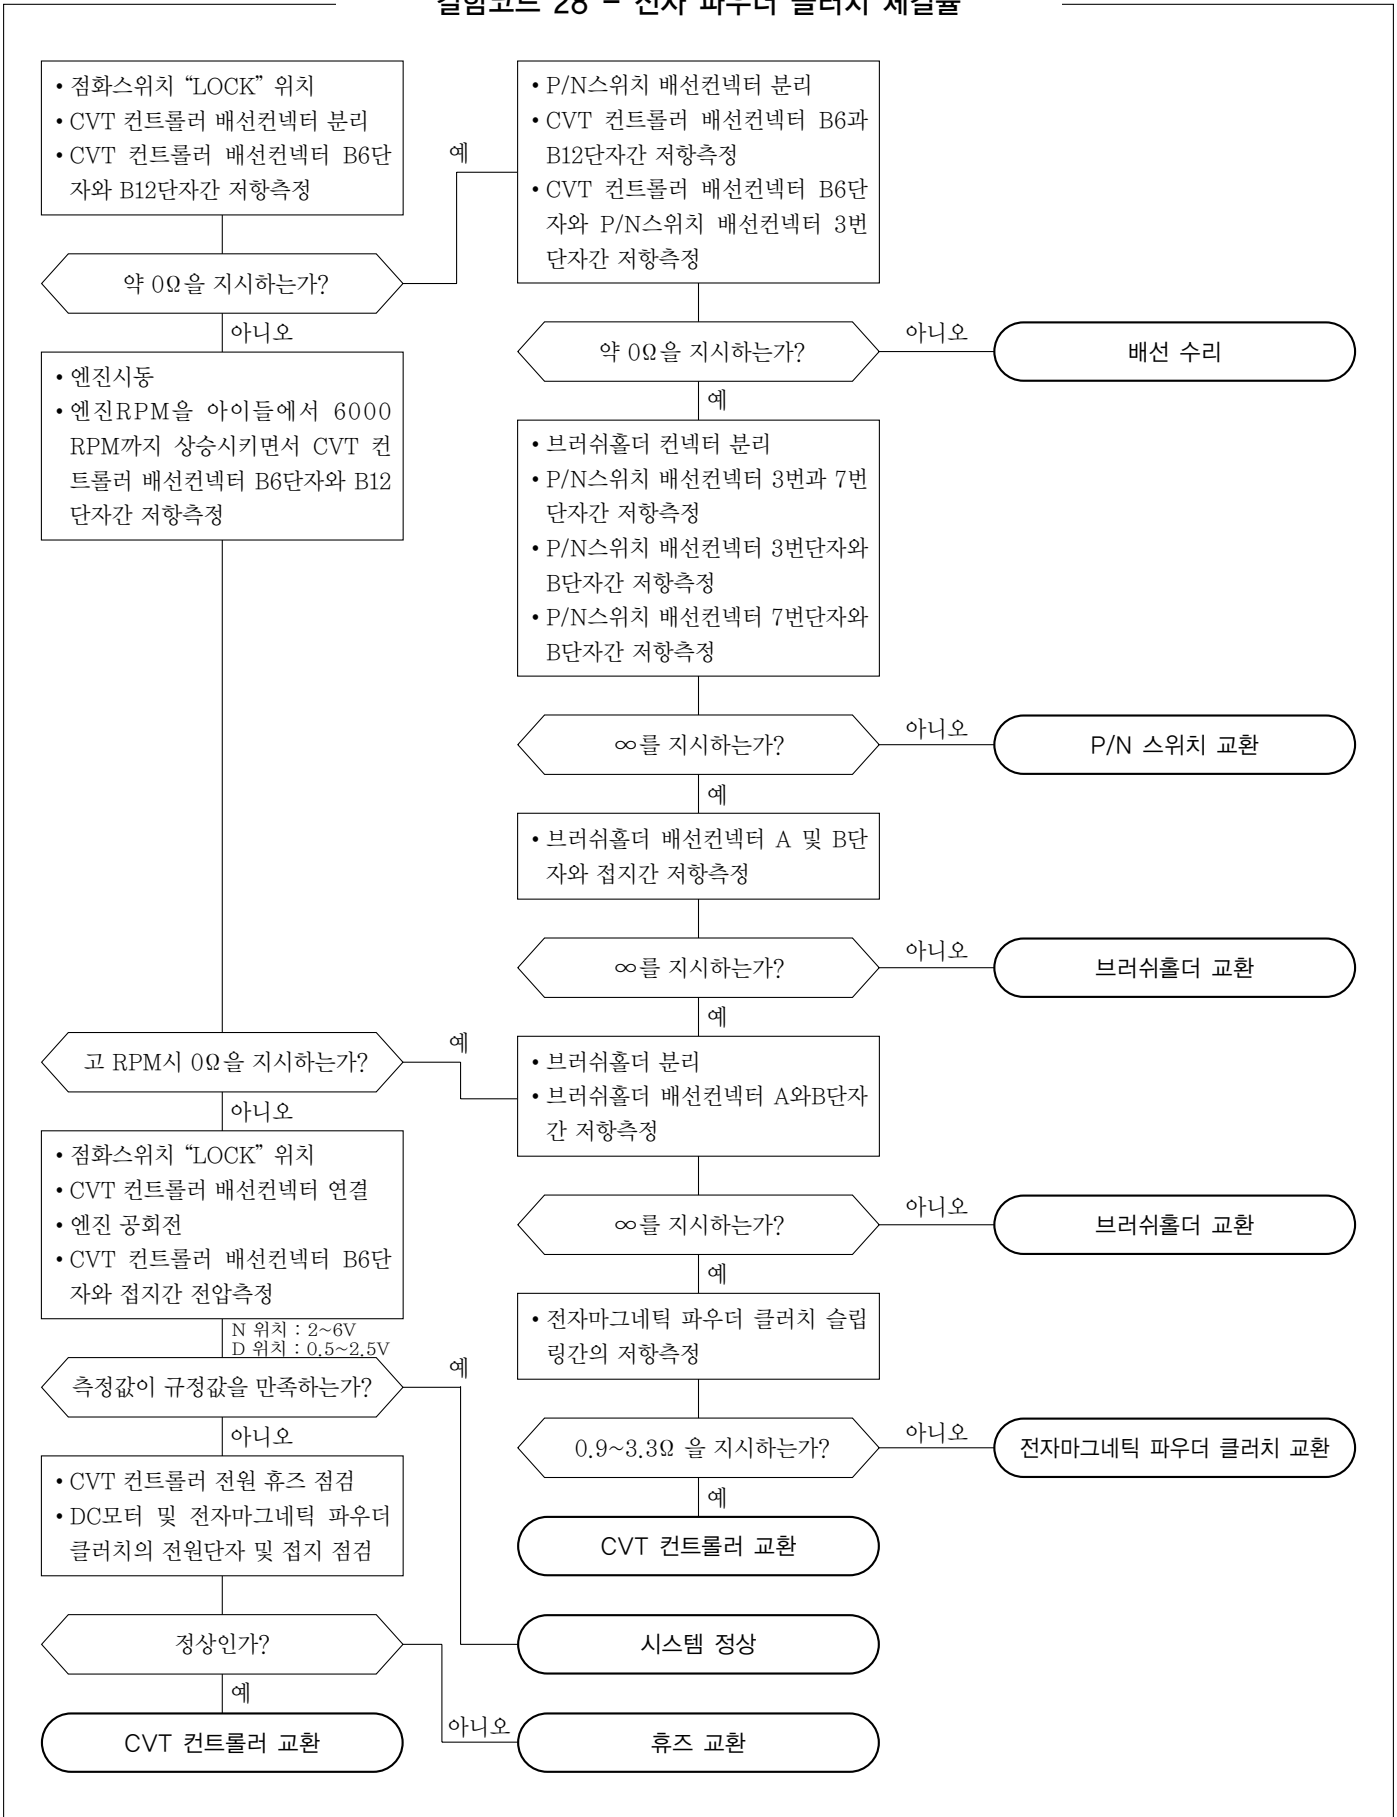 결함코드 28 - 전자 파우더 클러치 체결율
• 점화스위치 “LOCK” 위치
• CVT 컨트롤러 배선컨넥터 분리
• CVT 컨트롤러 배선컨넥터 B6단
자와 B12단자간 저항측정
예
• P/N스위치 배선컨넥터 분리
• CVT 컨트롤러 배선컨넥터 B6과
B12단자간 저항측정
• CVT 컨트롤러 배선컨넥터 B6단
자와 P/N스위치 배선컨넥터 3번
단자간 저항측정
약 0Ω을 지시하는가?
아니오
약 0Ω을 지시하는가?
아니오
배선 수리
예
• 엔진시동
• 엔진RPM을 아이들에서 6000
RPM까지 상승시키면서 CVT 컨
트롤러 배선컨넥터 B6단자와 B12
단자간 저항측정
• 브러쉬홀더 컨넥터 분리
• P/N스위치 배선컨넥터 3번과 7번
단자간 저항측정
• P/N스위치 배선컨넥터 3번단자와
B단자간 저항측정
• P/N스위치 배선컨넥터 7번단자와
B단자간 저항측정
∞를 지시하는가?
아니오
P/N 스위치 교환
예
• 브러쉬홀더 배선컨넥터 A 및 B단
자와 접지간 저항측정
∞를 지시하는가?
아니오
브러쉬홀더 교환
예
고 RPM시 0Ω을 지시하는가?
예
아니오
• 브러쉬홀더 분리
• 브러쉬홀더 배선컨넥터 A와B단자
간 저항측정
• 점화스위치 “LOCK” 위치
• CVT 컨트롤러 배선컨넥터 연결
• 엔진 공회전
• CVT 컨트롤러 배선컨넥터 B6단
자와 접지간 전압측정
∞를 지시하는가?
아니오
브러쉬홀더 교환
예
• 전자마그네틱 파우더 클러치 슬립
링간의 저항측정
N 위치 : 2~6V
D 위치 : 0.5~2.5V
측정값이 규정값을 만족하는가?
예
아니오
0.9~3.3Ω 을 지시하는가?
아니오
전자마그네틱 파우더 클러치 교환
예
• CVT 컨트롤러 전원 휴즈 점검
• DC모터 및 전자마그네틱 파우더
클러치의 전원단자 및 접지 점검
CVT 컨트롤러 교환
정상인가?
시스템 정상
예
CVT 컨트롤러 교환
아니오
휴즈 교환